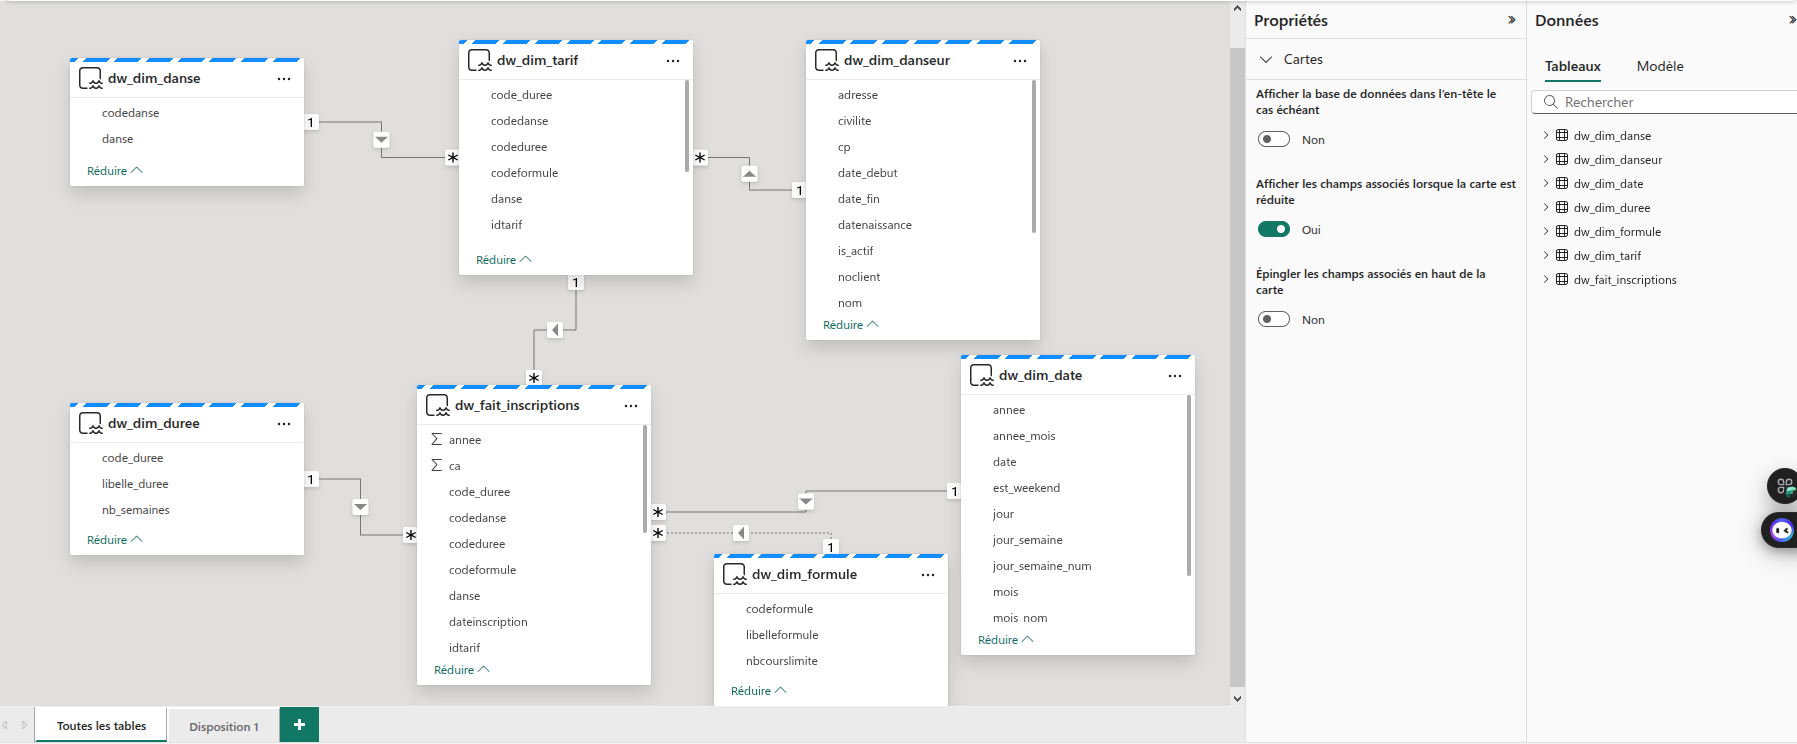 dw_dim_danse
codedanse
danse
Réduire
1
*
dw_dim_tarif
code_duree
codedanse
codeduree
codeformule
danse
idtarif
Réduire
1
*
*
1
dw_dim_danseur
adresse
civilite
cp
date_debut
date_fin
datenaissance
is_actif
noclient
nom
Réduire
dw_dim_duree
code_duree
libelle_duree
nb_semaines
Réduire
1
*
dw_fait_inscriptions
Σ annee
Σ ca
code_duree
codedanse
codeduree
codeformule
danse
dateinscription
idtarif
Réduire
*
*
1
1
dw_dim_formule
codeformule
libelleformule
nbcourslimite
Réduire
dw_dim_date
annee
annee_mois
date
est_weekend
jour
jour_semaine
jour_semaine_num
mois
mois_nom
Réduire
Toutes les tables
Disposition 1
+
Propriétés
Cartes
Afficher la base de données dans l'en-tête le
cas échéant
Non
Afficher les champs associés lorsque la carte est
réduite
Oui
Épingler les champs associés en haut de la
carte
Non
Données
Tableaux
Modèle
Rechercher
dw_dim_danse
dw_dim_danseur
dw_dim_date
dw_dim_duree
dw_dim_formule
dw_dim_tarif
dw_fait_inscriptions